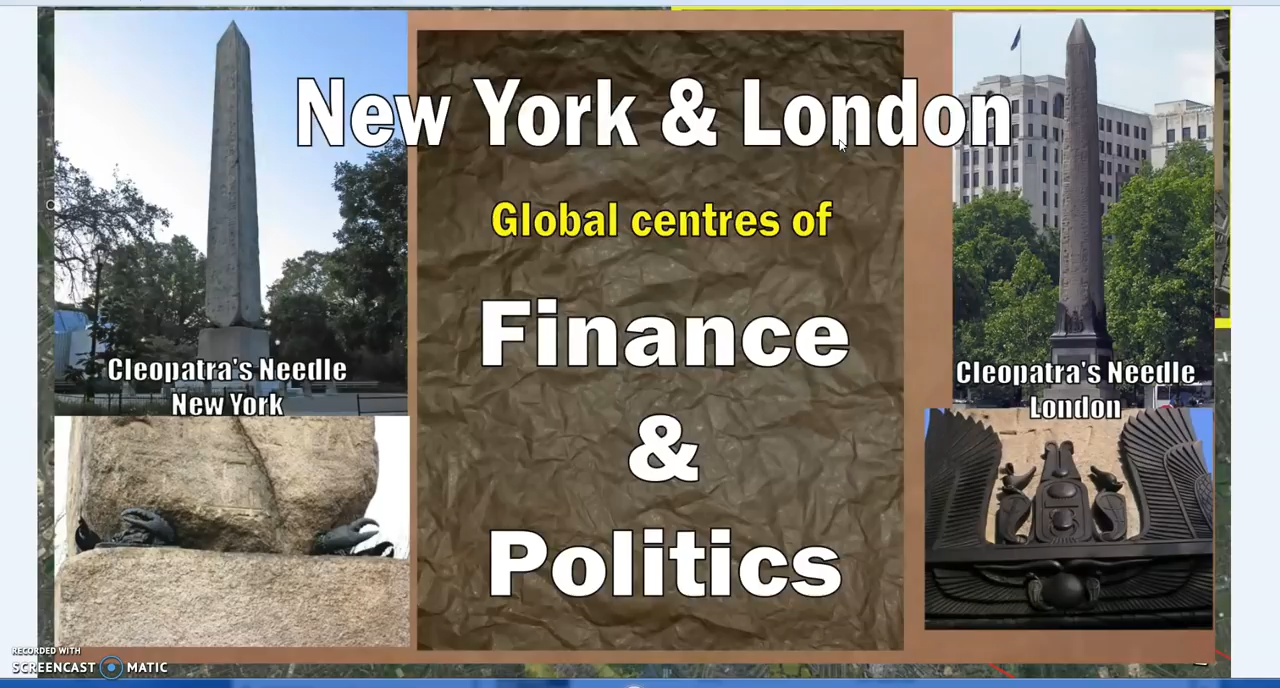 New York & London
Global centres of
Finance
&
Politics
Cleopatra's Needle
New York
Cleopatra's Needle
London
RECORDED WITH
SCREENCAST MATIC